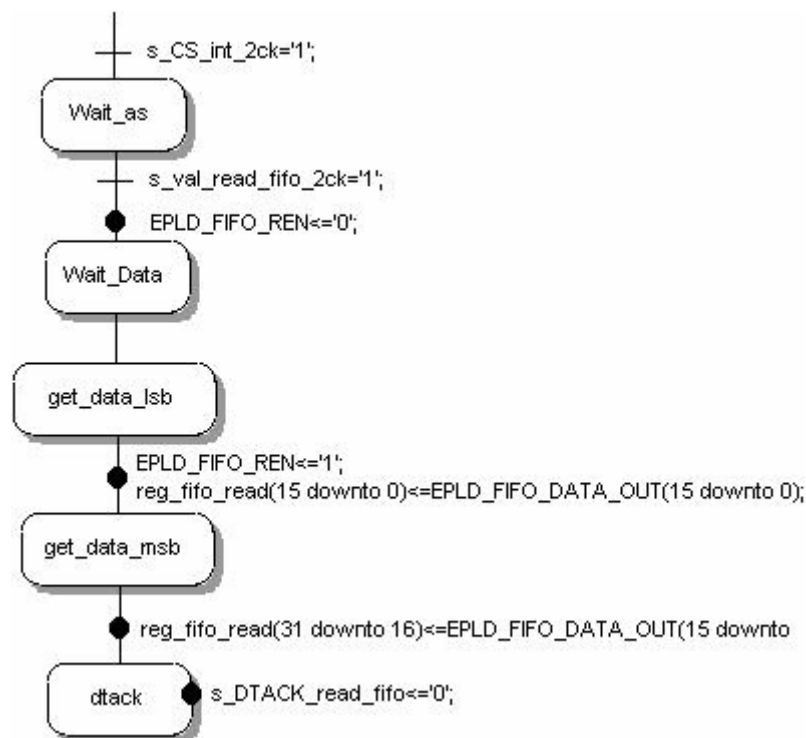 s_CS_int_2ck='1';
Wait_as
s_val_read_fifo_2ck='1';
EPLD_FIFO_REN<='0';
Wait_Data
get_data_lsb
EPLD_FIFO_REN<='1';
reg_fifo_read(15 downto 0)<=EPLD_FIFO_DATA_OUT(15 downto 0);
get_data_msb
reg_fifo_read(31 downto 16)<=EPLD_FIFO_DATA_OUT(15 downto
dtack
s_DTACK_read_fifo<='0';